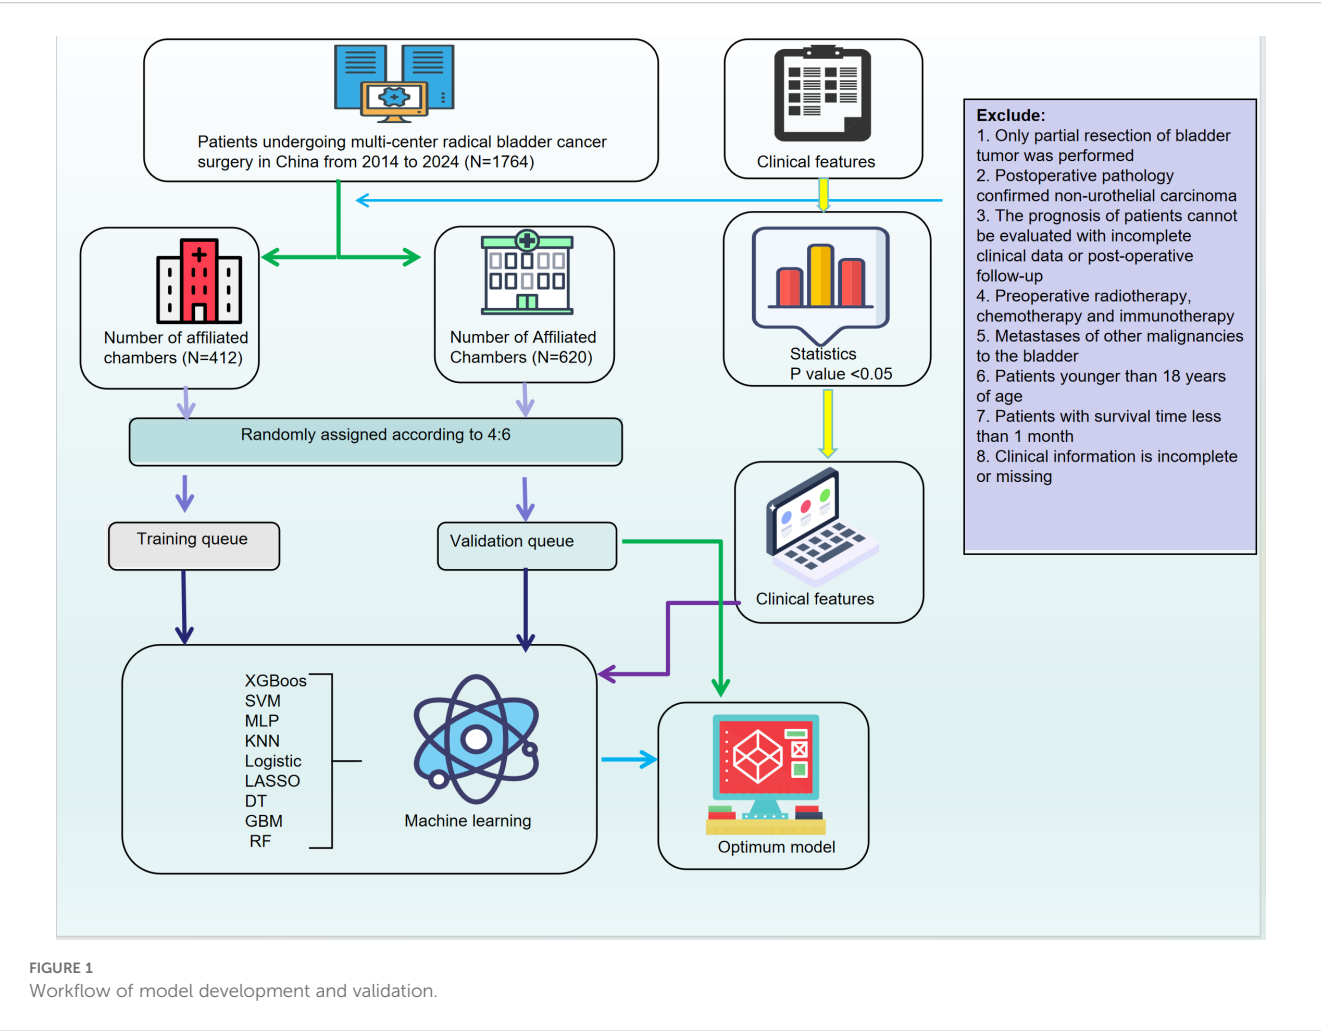 Patients undergoing multi-center radical bladder cancer
surgery in China from 2014 to 2024 (N=1764)
Clinical features
Exclude:
1. Only partial resection of bladder
tumor was performed
2. Postoperative pathology
confirmed non-urothelial carcinoma
3. The prognosis of patients cannot
be evaluated with incomplete
clinical data or post-operative
follow-up
4. Preoperative radiotherapy,
chemotherapy and immunotherapy
5. Metastases of other malignancies
to the bladder
6. Patients younger than 18 years
of age
7. Patients with survival time less
than 1 month
8. Clinical information is incomplete
or missing
Number of affiliated
chambers (N=412)
Number of Affiliated
Chambers (N=620)
Statistics
P value <0.05
Randomly assigned according to 4:6
Training queue
Validation queue
Clinical features
XGBoos
SVM
MLP
KNN
Logistic
LASSO
DT
GBM
RF
Machine learning
Optimum model
FIGURE 1
Workflow of model development and validation.